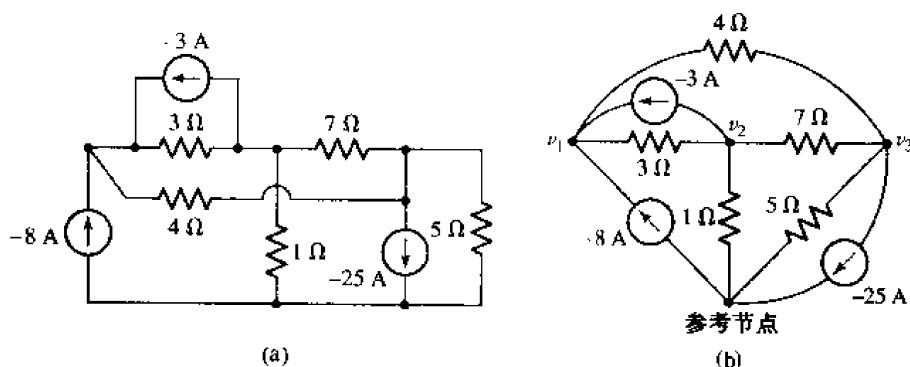 -3 A
3 Ω
7 Ω
4 Ω
-8 A
1 Ω
-25 A
5 Ω
(a)
4 Ω
-3 A
v₁
v₂
7 Ω
v₃
3 Ω
1 Ω
5 Ω
-8 A
-25 A
参考节点
(b)